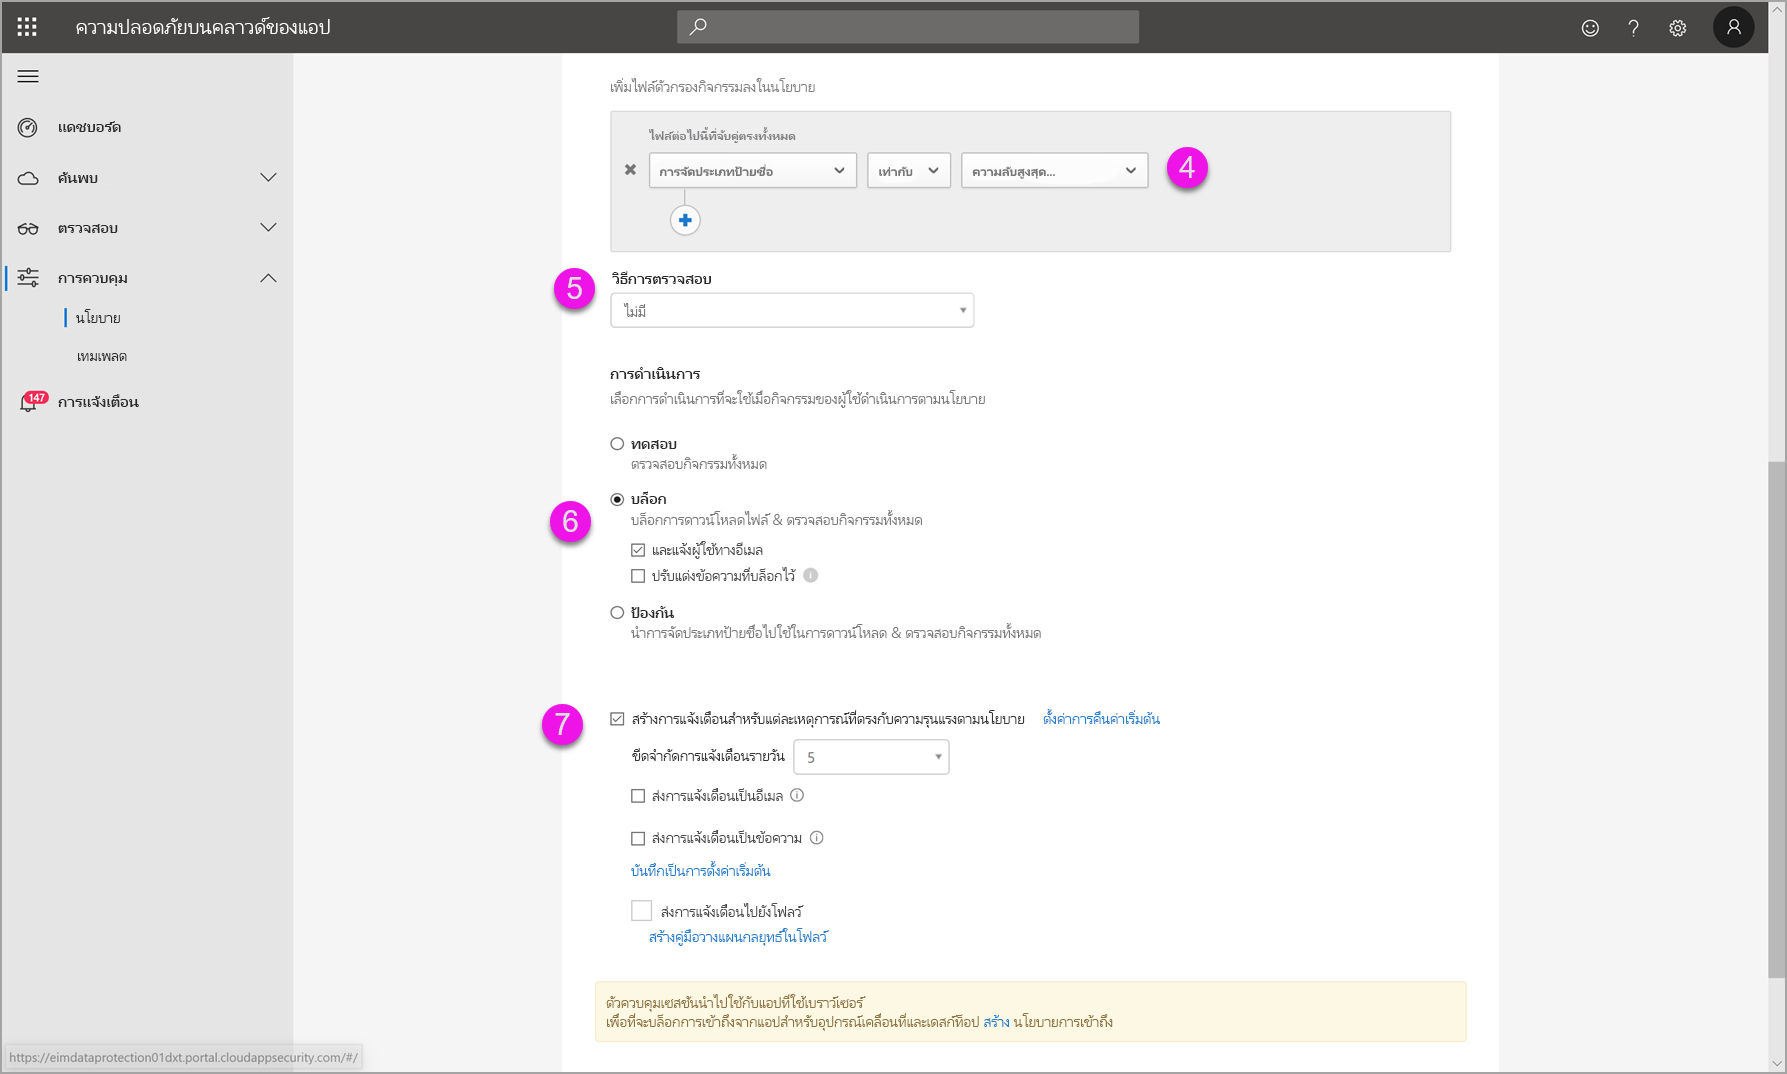 ความปลอดภัยบนคลาวด์ของแอป
แดชบอร์ด
ค้นพบ
ตรวจสอบ
การควบคุม
นโยบาย
เทมเพลต
147
การแจ้งเตือน
เพิ่มไฟล์ตัวกรองกิจกรรมลงในนโยบาย
ไฟล์ต่อไปนี้ที่จับคู่ตรงทั้งหมด
การจัดประเภทป้ายชื่อ เท่ากับ ความลับสูงสุด... 4
5 วิธีการตรวจสอบ
ไม่มี
การดำเนินการ
เลือกการดำเนินการที่จะใช้เมื่อกิจกรรมของผู้ใช้ดำเนินการตามนโยบาย
ทดสอบ
ตรวจสอบกิจกรรมทั้งหมด
บล็อก
6 บล็อกการดาวน์โหลดไฟล์ & ตรวจสอบกิจกรรมทั้งหมด
และแจ้งผู้ใช้ทางอีเมล
ปรับแต่งข้อความที่บล็อกไว้
ป้องกัน
นำการจัดประเภทป้ายชื่อไปใช้ในการดาวน์โหลด & ตรวจสอบกิจกรรมทั้งหมด
7 สร้างการแจ้งเตือนสำหรับแต่ละเหตุการณ์ที่ตรงกับความรุนแรงตามนโยบาย ตั้งค่าการคืนค่าเริ่มต้น
ขีดจำกัดการแจ้งเตือนรายวัน 5
ส่งการแจ้งเตือนเป็นอีเมล
ส่งการแจ้งเตือนเป็นข้อความ
บันทึกเป็นการตั้งค่าเริ่มต้น
ส่งการแจ้งเตือนไปยังโฟลว์
สร้างคู่มือวางแผนกลยุทธ์ในโฟลว์
ตัวควบคุมเซสชันนำไปใช้กับแอปที่ใช้เบราว์เซอร์
เพื่อที่จะบล็อกการเข้าถึงจากแอปสำหรับอุปกรณ์เคลื่อนที่และเดสก์ท็อป สร้าง นโยบายการเข้าถึง
https://eimdataprotection01dxt.portal.cloudappsecurity.com/#/